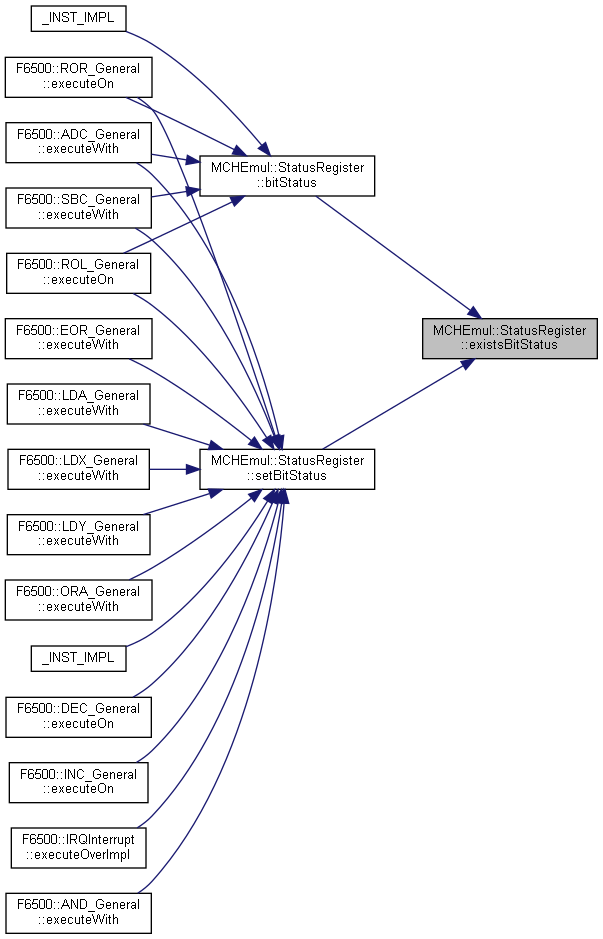 _INST_IMPL
F6500::ROR_General
::executeOn
F6500::ADC_General
::executeWith
MCHEmul::StatusRegister
::bitStatus
F6500::SBC_General
::executeWith
F6500::ROL_General
::executeOn
F6500::EOR_General
::executeWith
MCHEmul::StatusRegister
::existsBitStatus
F6500::LDA_General
::executeWith
F6500::LDX_General
::executeWith
MCHEmul::StatusRegister
::setBitStatus
F6500::LDY_General
::executeWith
F6500::ORA_General
::executeWith
_INST_IMPL
F6500::DEC_General
::executeOn
F6500::INC_General
::executeOn
F6500::IRQInterrupt
::executeOverImpl
F6500::AND_General
::executeWith